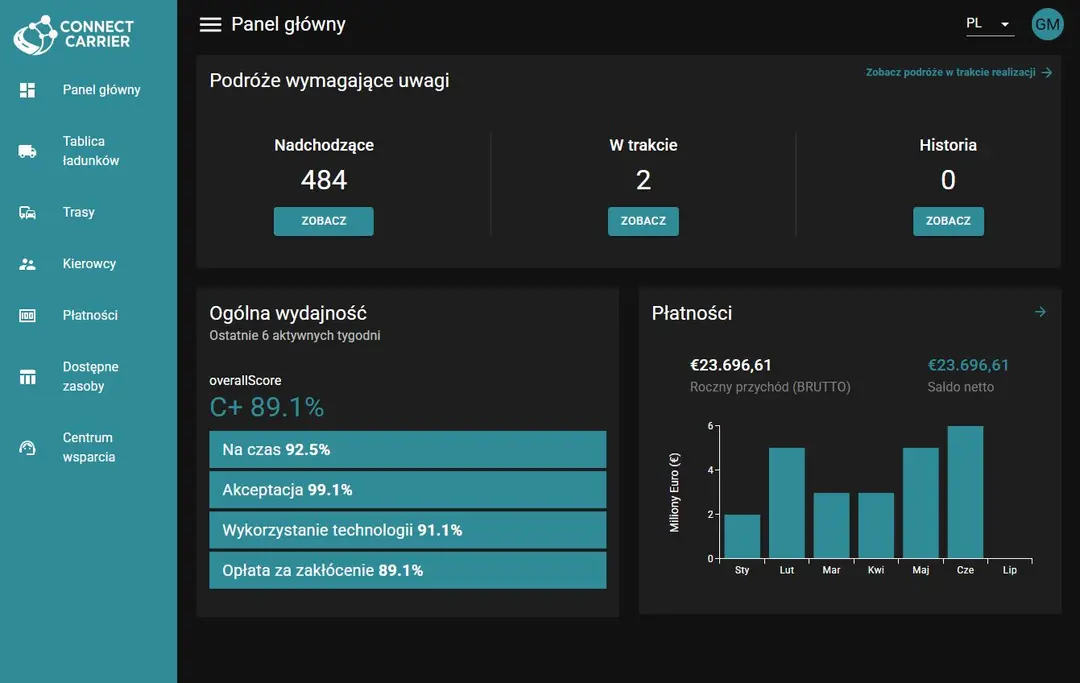 CONNECT
CARRIER
Panel główny
Tablica
ładunków
Trasy
Kierowcy
Płatności
Dostępne
zasoby
Centrum
wsparcia
Panel główny
PL
GM
Podróże wymagające uwagi
Zobacz podróże w trakcie realizacji
Nadchodzące
484
ZOBACZ
W trakcie
2
ZOBACZ
Historia
0
ZOBACZ
Ogólna wydajność
Ostatnie 6 aktywnych tygodni
overallScore
C+ 89.1%
Na czas 92.5%
Akceptacja 99.1%
Wykorzystanie technologii 91.1%
Opłata za zakłócenie 89.1%
Płatności
€23.696,61
Roczny przychód (BRUTTO)
€23.696,61
Saldo netto
Miliony Euro (€)
6
4
2
0
Sty Lut Mar Kwi Maj Cze Lip